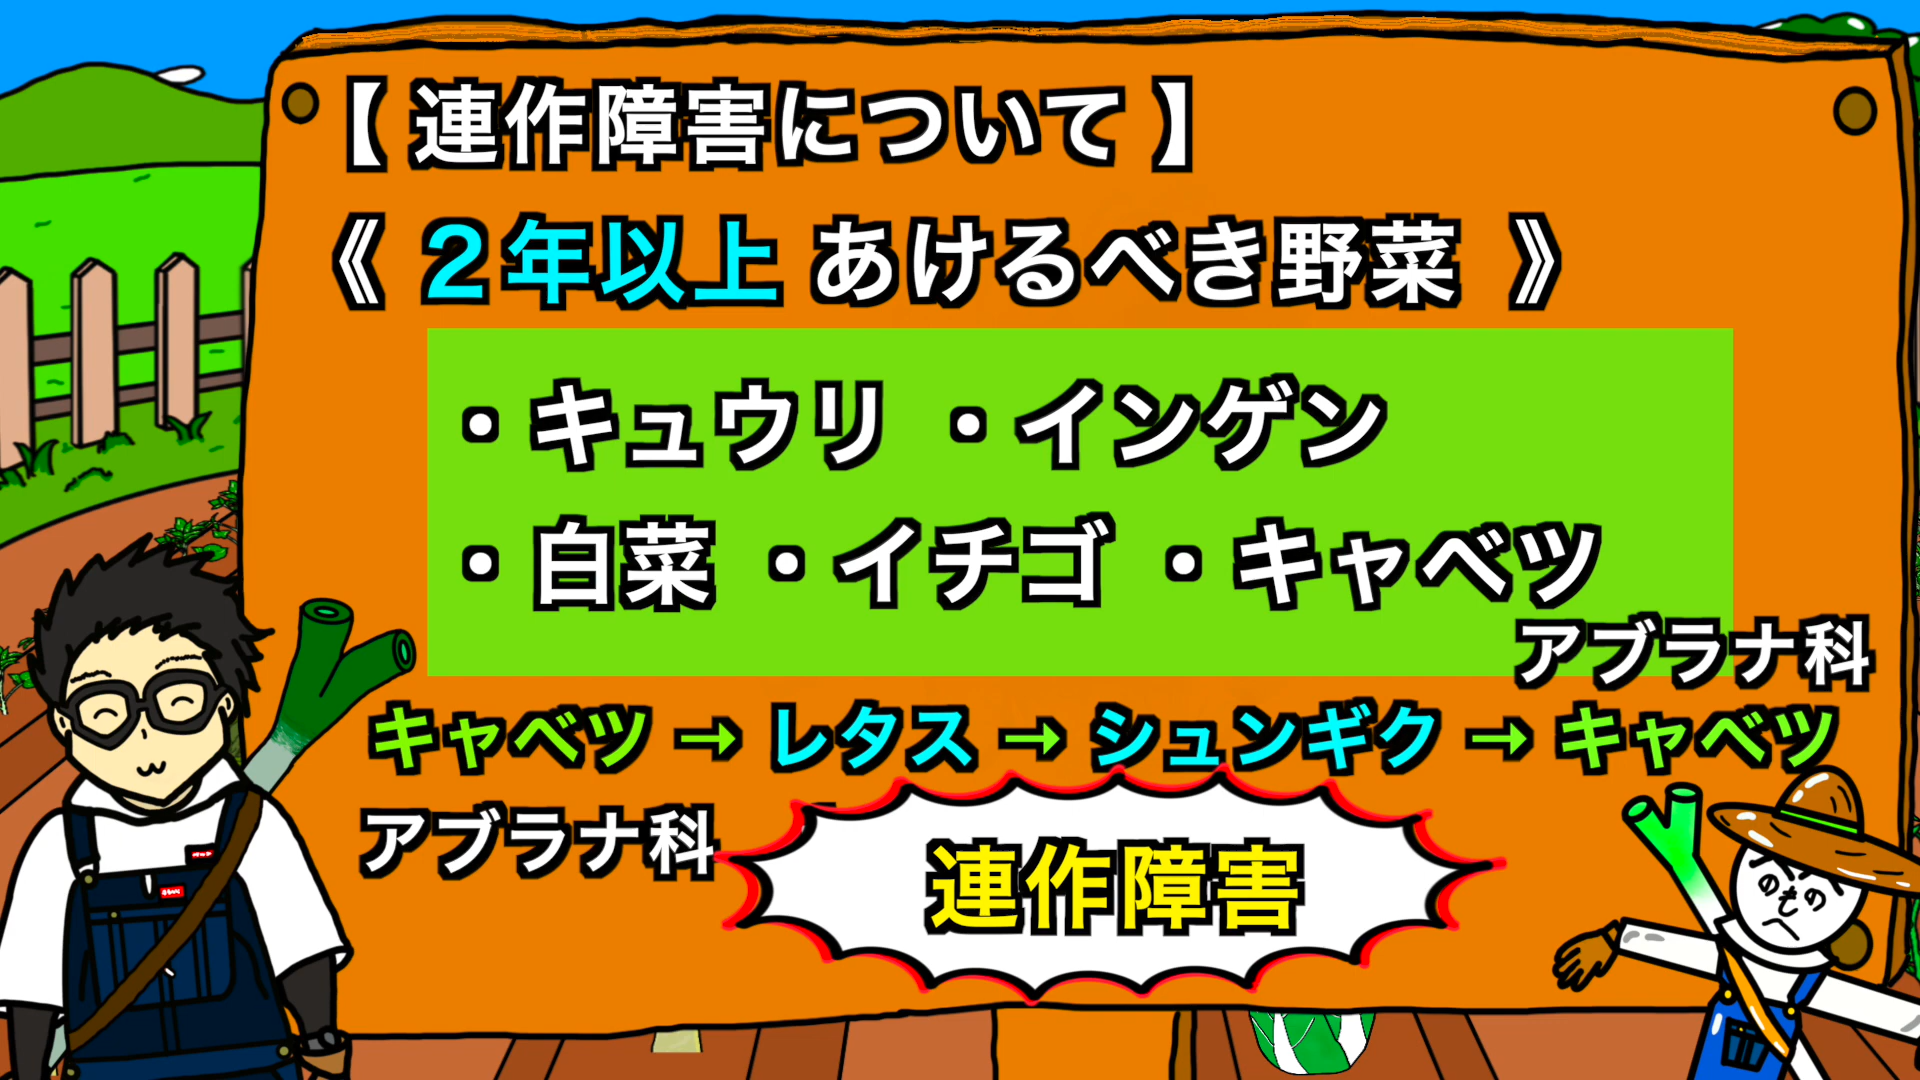 【 連作障害について 】
《 ２年以上 あけるべき野菜 》
・キュウリ ・インゲン
・白菜 ・イチゴ ・キャベツ
アブラナ科
キャベツ → レタス → シュンギク → キャベツ
アブラナ科
連作障害